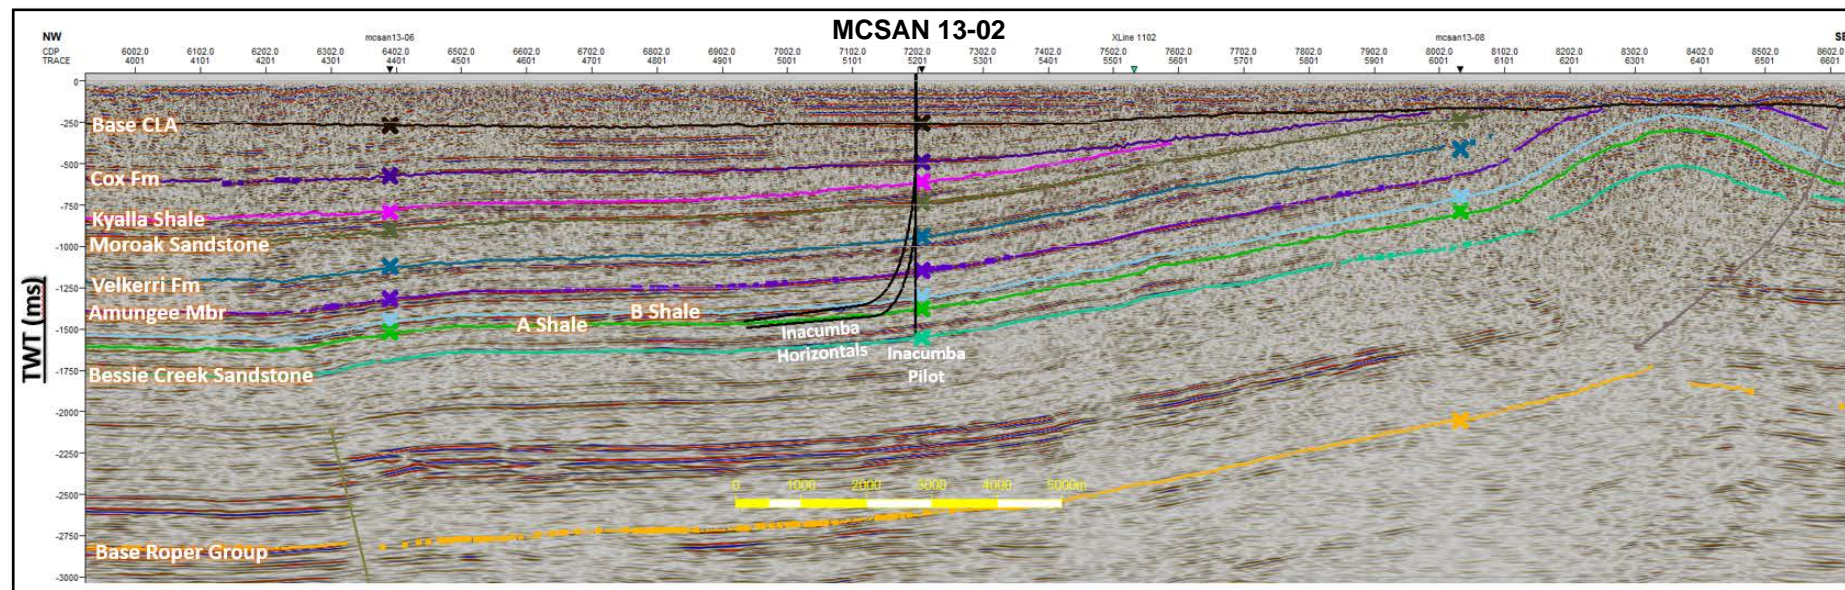 MCSAN 13-02
NW
SE
mcsan13-06
XLine 1102
mcsan13-08
CDP 6002.0 6102.0 6202.0 6302.0 6402.0 6502.0 6602.0 6702.0 6802.0 6902.0 7002.0 7102.0 7202.0 7302.0 7402.0 7502.0 7602.0 7702.0 7802.0 7902.0 8002.0 8102.0 8202.0 8302.0 8402.0 8502.0 8602.0
TRACE 4001 4101 4201 4301 4401 4501 4601 4701 4801 4901 5001 5101 5201 5301 5401 5501 5601 5701 5801 5901 6001 6101 6201 6301 6401 6501 6601
TWT (ms)
0
-250
-500
-750
-1000
-1250
-1500
-1750
-2000
-2250
-2500
-2750
-3000
Base CLA
Cox Fm
Kyalla Shale
Moroak Sandstone
Velkerri Fm
Amungee Mbr
B Shale
A Shale
Inacumba
Horizontals
Inacumba
Pilot
Bessie Creek Sandstone
0 1000 2000 3000 4000 5000m
Base Roper Group